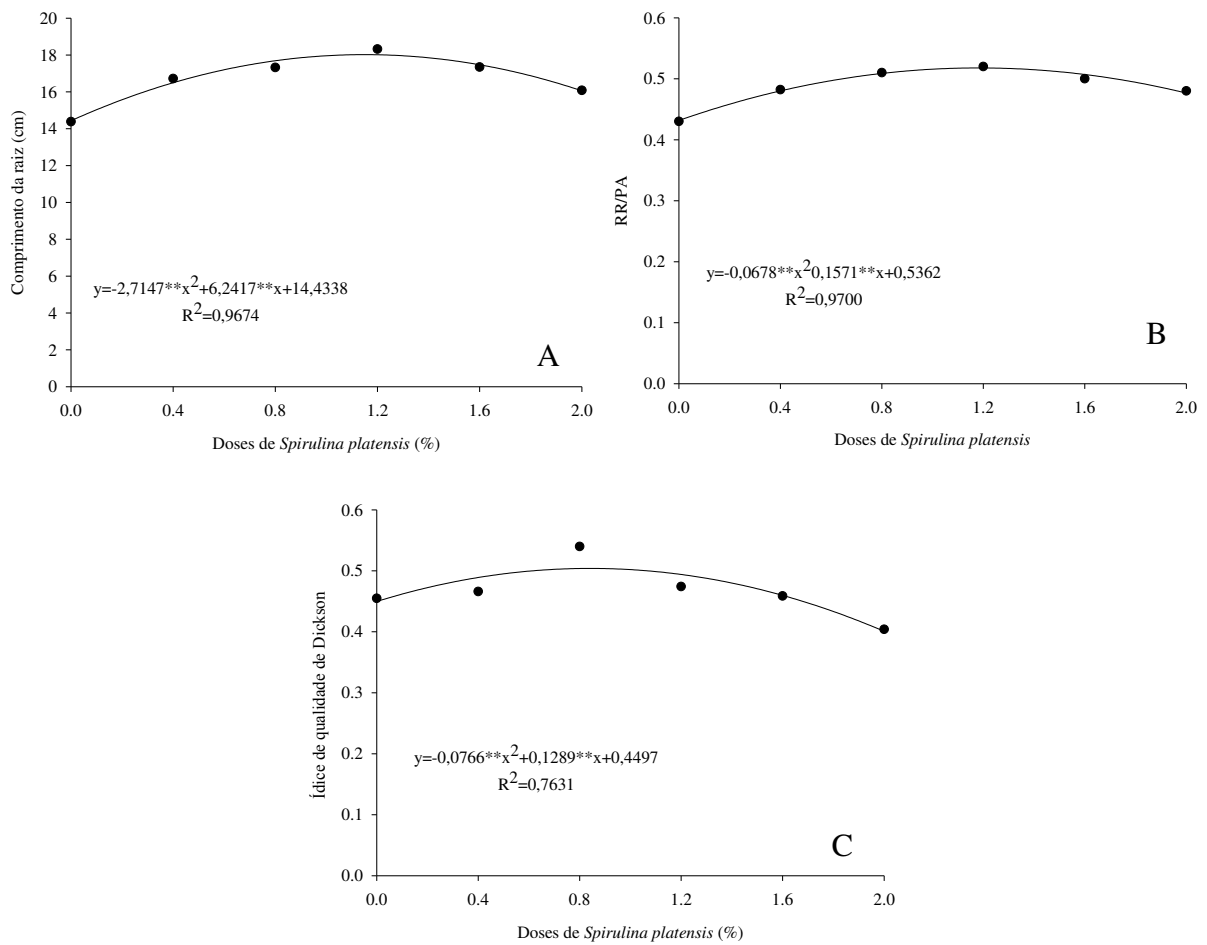 20
18
16
14
12
10
8
6
4
2
0
Comprimento da raiz (cm)
y=-2,7147**x²+6,2417**x+14,4338
R²=0,9674
A
0.0 0.4 0.8 1.2 1.6 2.0
Doses de Spirulina platensis (%)
0.6
0.5
0.4
0.3
0.2
0.1
0.0
RR/PA
y=-0,0678**x²0,1571**x+0,5362
R²=0,9700
B
0.0 0.4 0.8 1.2 1.6 2.0
Doses de Spirulina platensis
0.6
0.5
0.4
0.3
0.2
0.1
0.0
Ídice de qualidade de Dickson
y=-0,0766**x²+0,1289**x+0,4497
R²=0,7631
C
0.0 0.4 0.8 1.2 1.6 2.0
Doses de Spirulina platensis (%)